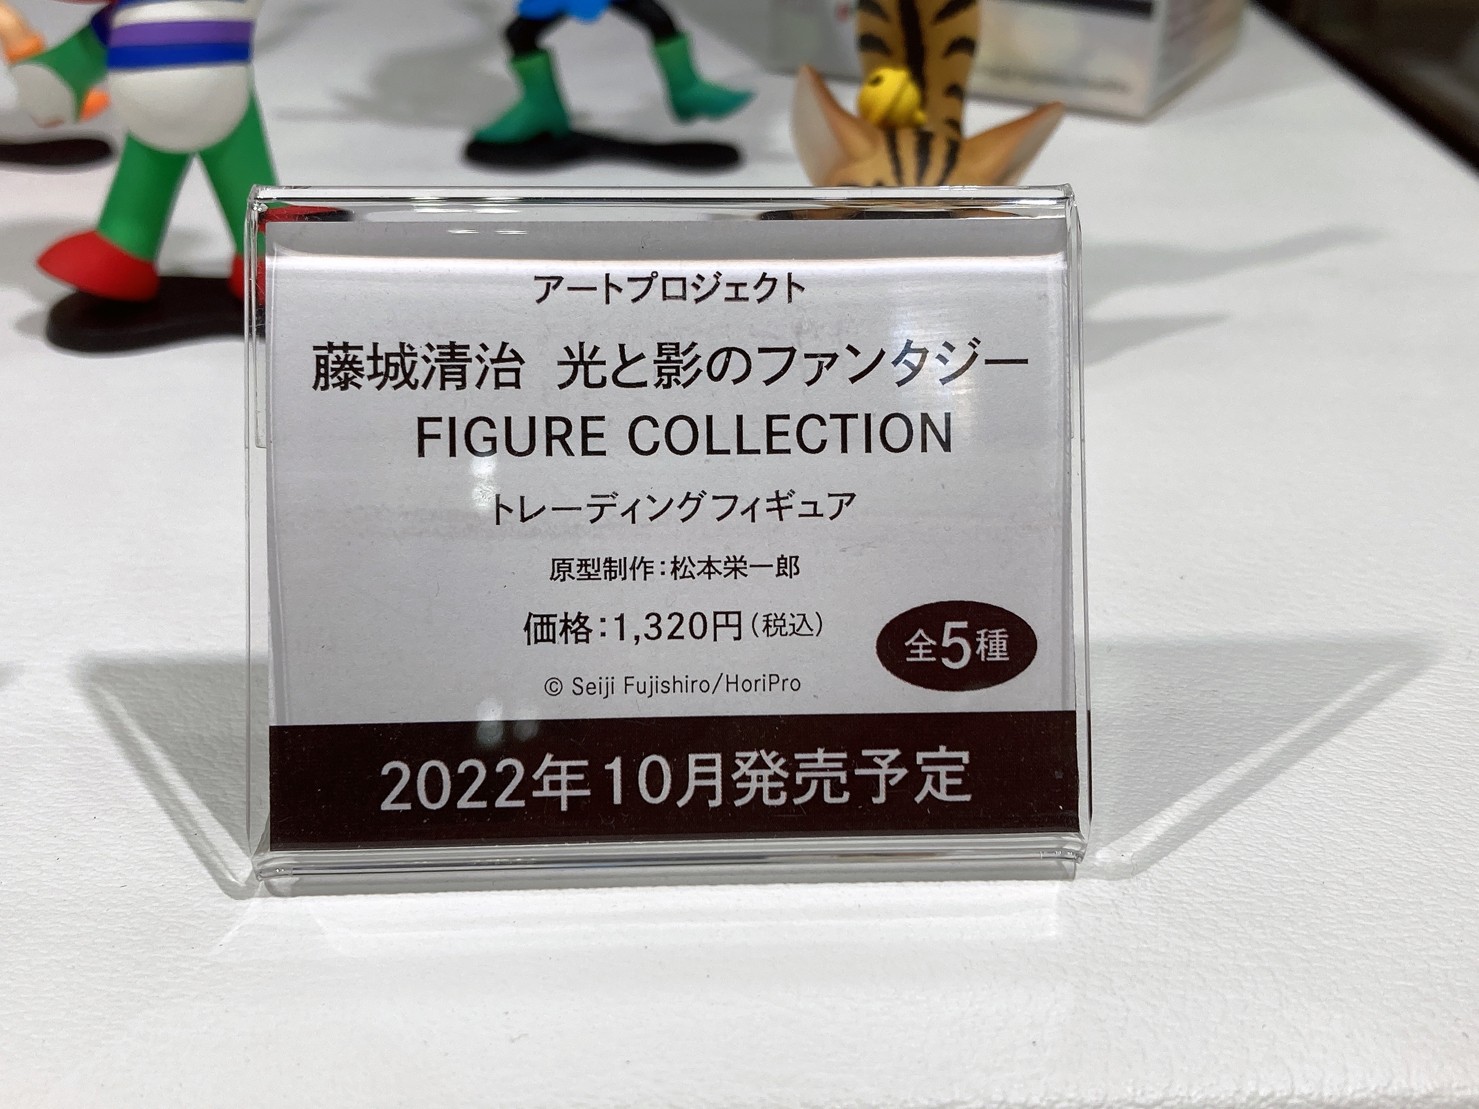 アートプロジェクト
藤城清治 光と影のファンタジー
FIGURE COLLECTION
トレーディングフィギュア
原型制作:松本栄一郎
価格:1,320円(税込)
全5種
© Seiji Fujishiro/HoriPro
2022年10月発売予定